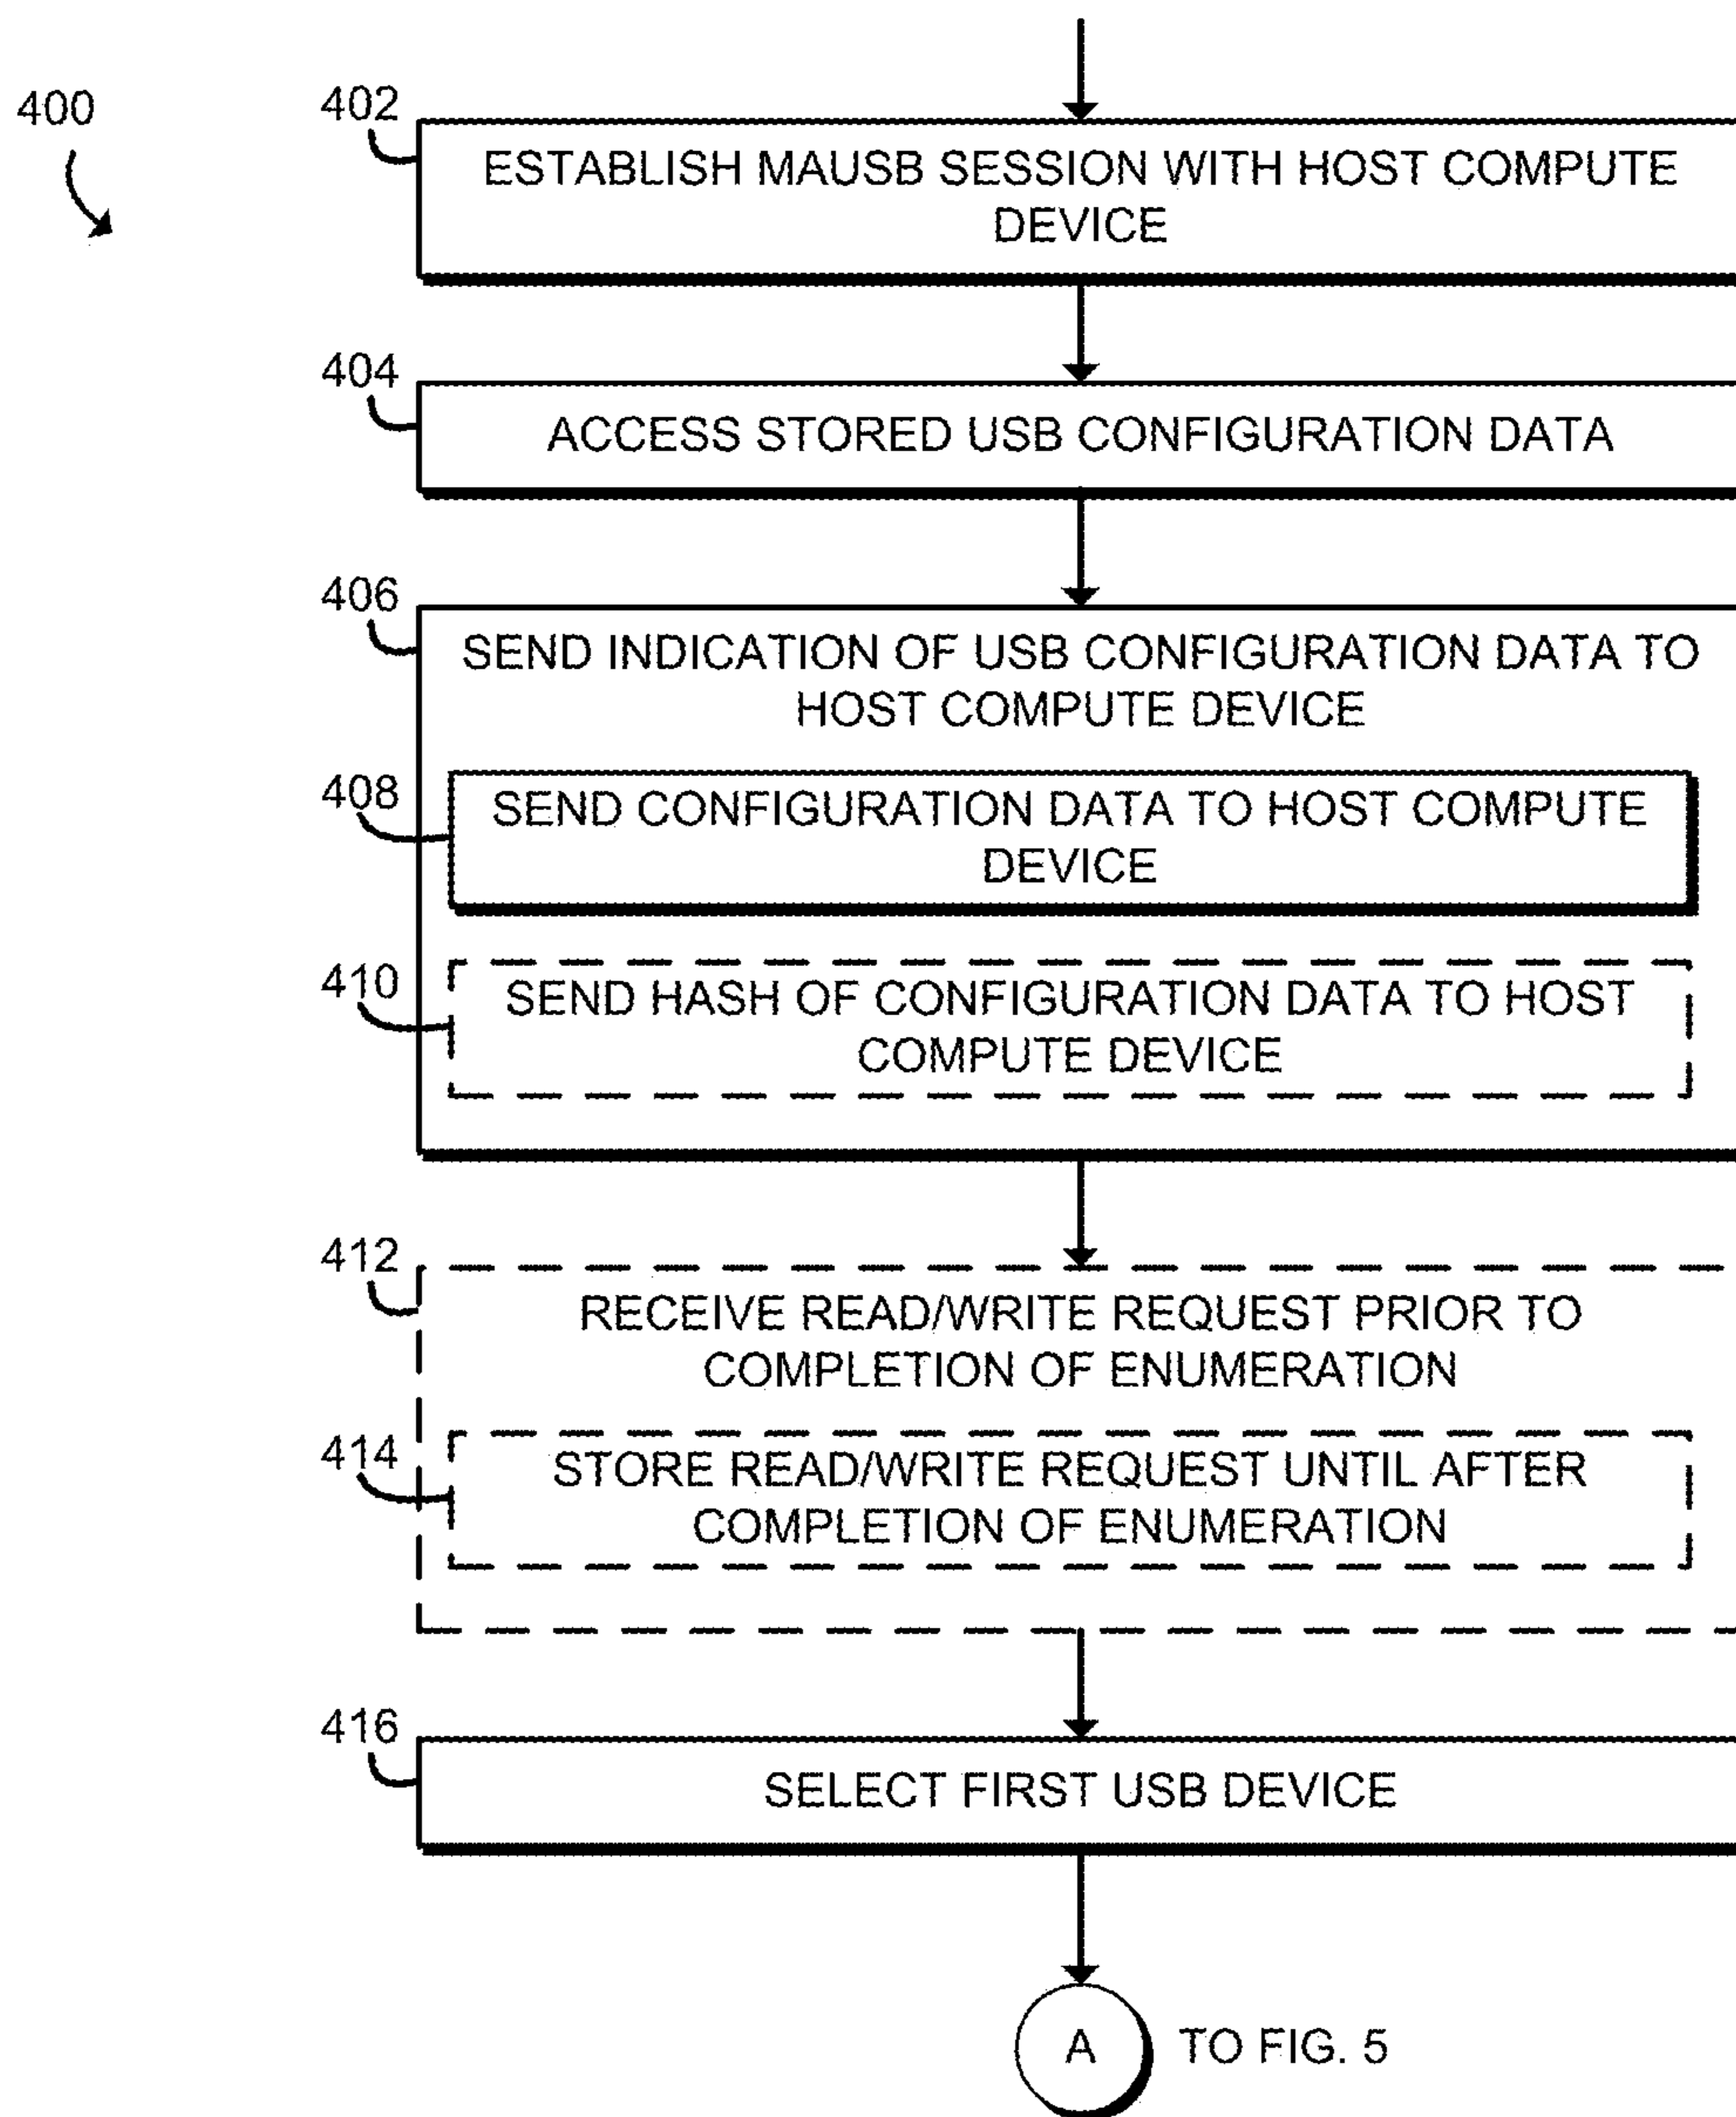 400
402
ESTABLISH MAUSB SESSION WITH HOST COMPUTE
DEVICE
404
ACCESS STORED USB CONFIGURATION DATA
406
SEND INDICATION OF USB CONFIGURATION DATA TO
HOST COMPUTE DEVICE
408
SEND CONFIGURATION DATA TO HOST COMPUTE
DEVICE
410
SEND HASH OF CONFIGURATION DATA TO HOST
COMPUTE DEVICE
412
RECEIVE READ/WRITE REQUEST PRIOR TO
COMPLETION OF ENUMERATION
414
STORE READ/WRITE REQUEST UNTIL AFTER
COMPLETION OF ENUMERATION
416
SELECT FIRST USB DEVICE
A TO FIG. 5